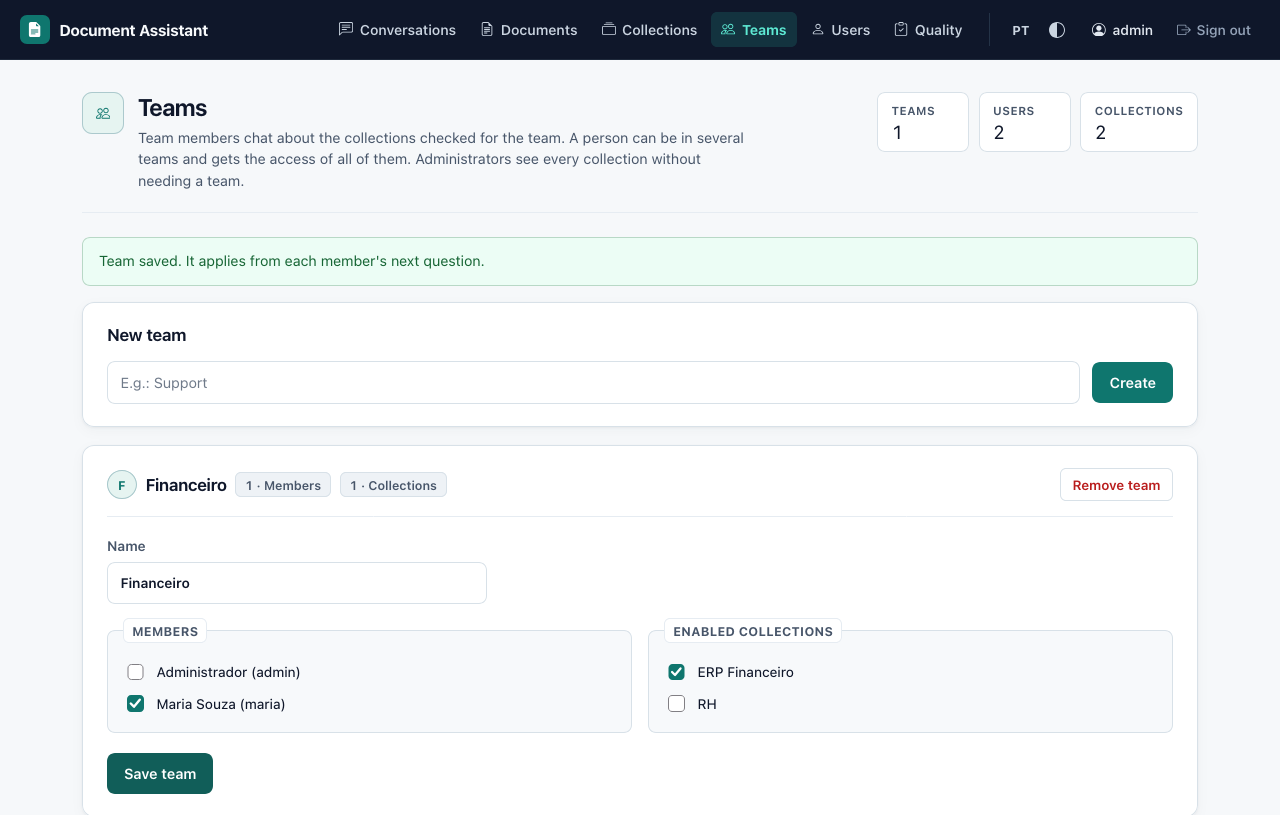 Document Assistant
Conversations
Documents
Collections
Teams
Users
Quality
PT
admin
Sign out
Teams
Team members chat about the collections checked for the team. A person can be in several
teams and gets the access of all of them. Administrators see every collection without
needing a team.
TEAMS
1
USERS
2
COLLECTIONS
2
Team saved. It applies from each member's next question.
New team
E.g.: Support
Create
F
Financeiro
1 · Members
1 · Collections
Remove team
Name
Financeiro
MEMBERS
Administrador (admin)
Maria Souza (maria)
ENABLED COLLECTIONS
ERP Financeiro
RH
Save team